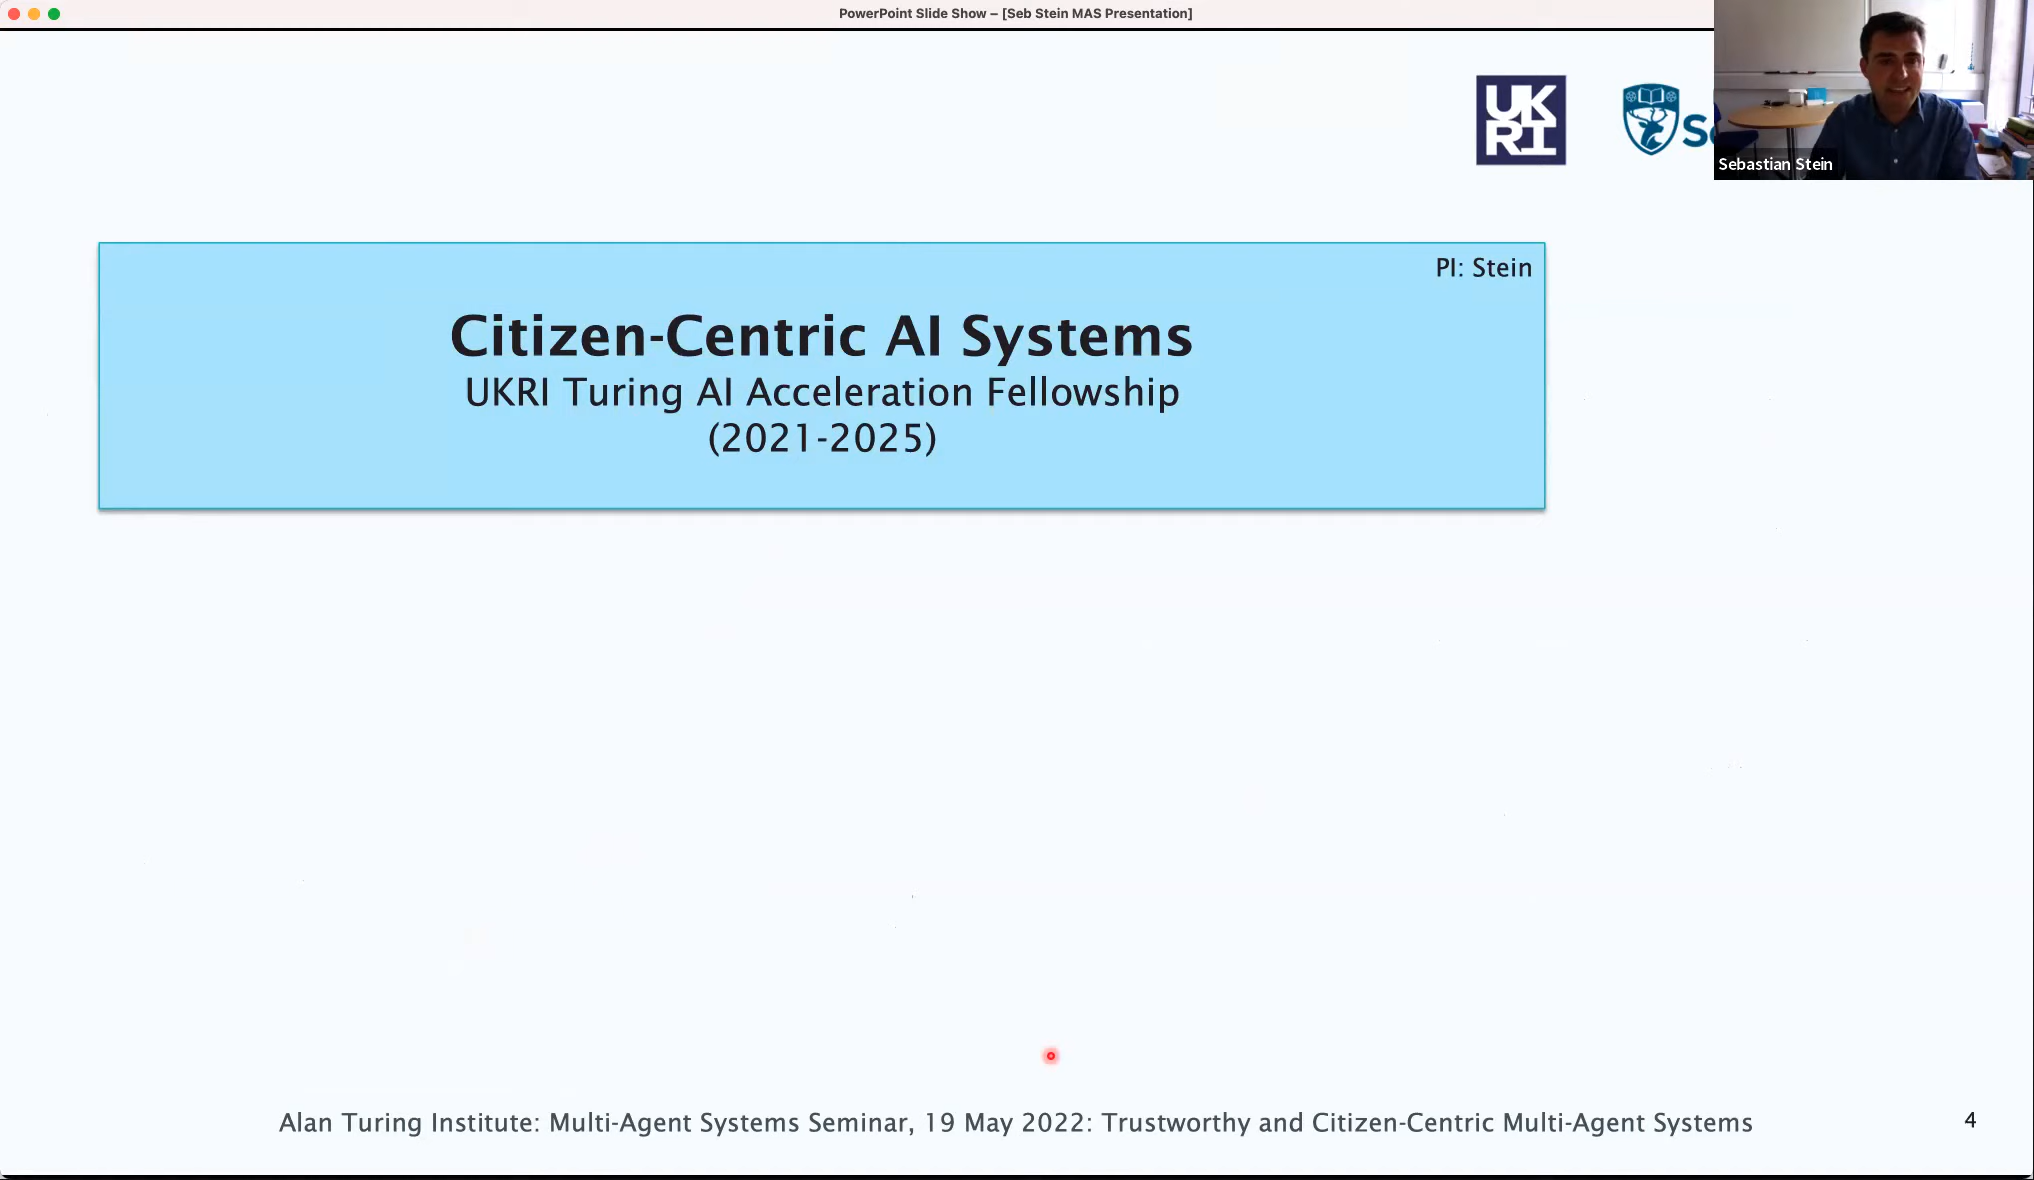 PowerPoint Slide Show – [Seb Stein MAS Presentation]
UK
RI
Sebastian Stein
PI: Stein
Citizen-Centric AI Systems
UKRI Turing AI Acceleration Fellowship
(2021-2025)
Alan Turing Institute: Multi-Agent Systems Seminar, 19 May 2022: Trustworthy and Citizen-Centric Multi-Agent Systems
4